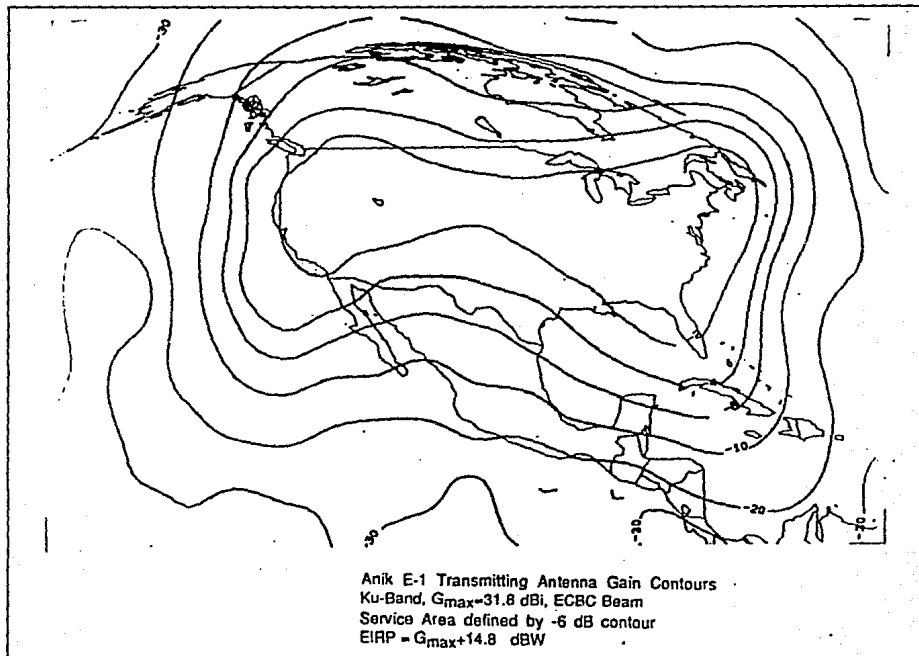 -30
-10
-20
-30
-30
-20
Anik E-1 Transmitting Antenna Gain Contours
Ku-Band, Gmax=31.8 dBi, ECBC Beam
Service Area defined by -6 dB contour
EIRP = Gmax+14.8 dBW